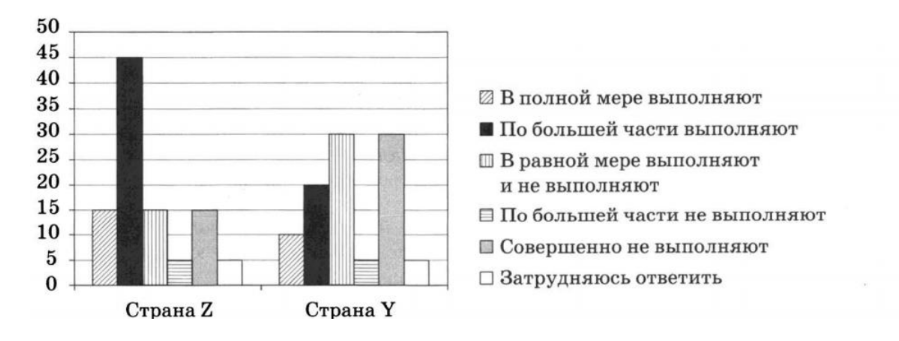 50
45
40
35
30
25
20
15
10
5
0
Страна Z
Страна Y
В полной мере выполняют
По большей части выполняют
В равной мере выполняют
и не выполняют
По большей части не выполняют
Совершенно не выполняют
Затрудняюсь ответить